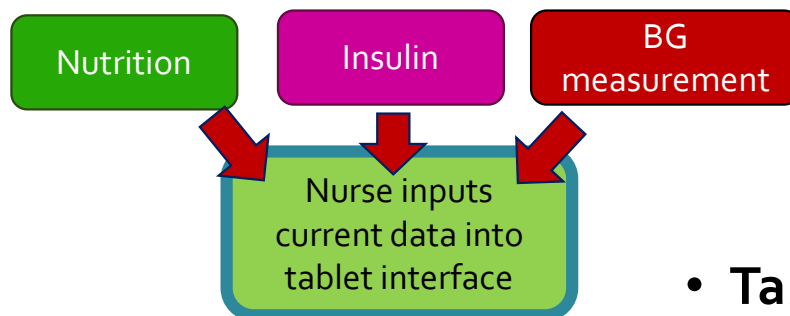 Nutrition
Insulin
BG
measurement
Nurse inputs
current data into
tablet interface
• Ta